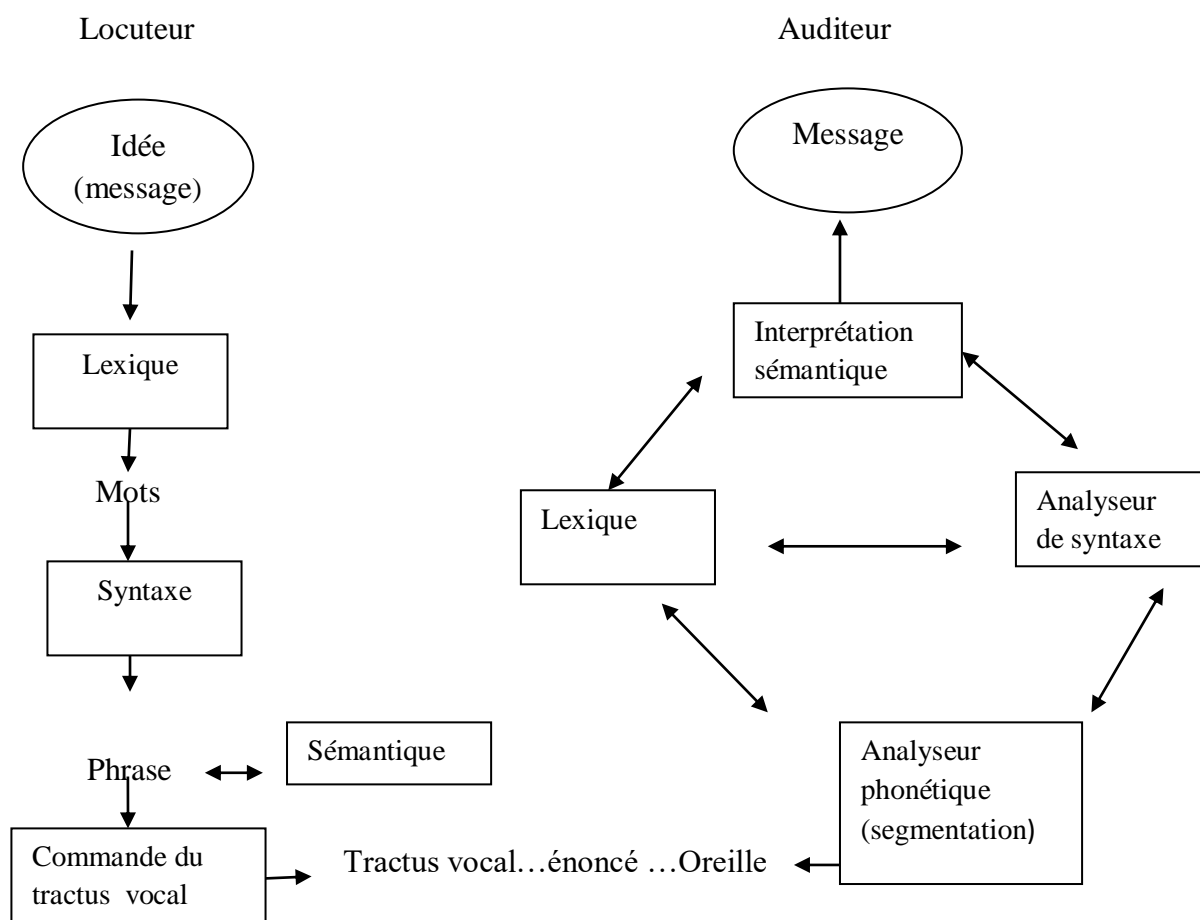 Locuteur
Auditeur
Idée
(message)
Message
Lexique
Interprétation
sémantique
Mots
Lexique
Analyseur
de syntaxe
Syntaxe
Phrase
Sémantique
Analyseur
phonétique
(segmentation)
Commande du
tractus vocal
Tractus vocal…énoncé …Oreille